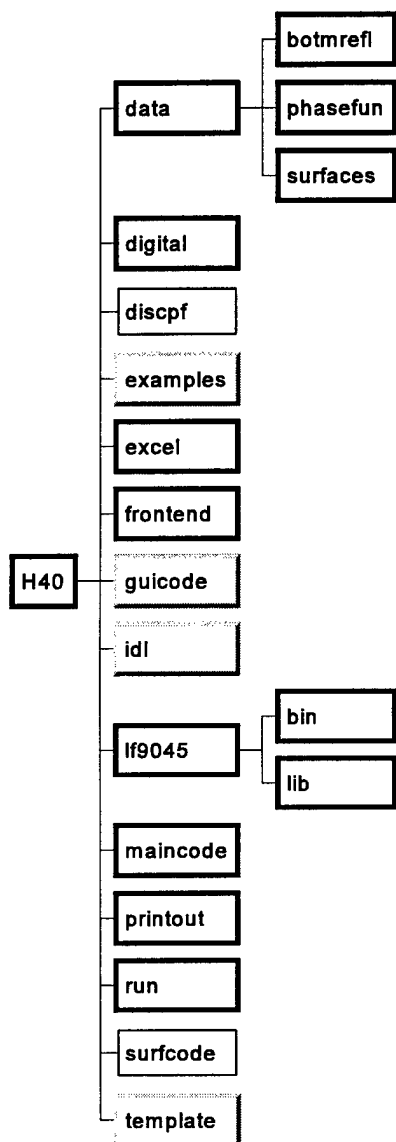 botmrefl
data
phasefun
surfaces
digital
discpf
examples
excel
frontend
H40
guicode
idl
lf9045
bin
lib
maincode
printout
run
surfcode
template